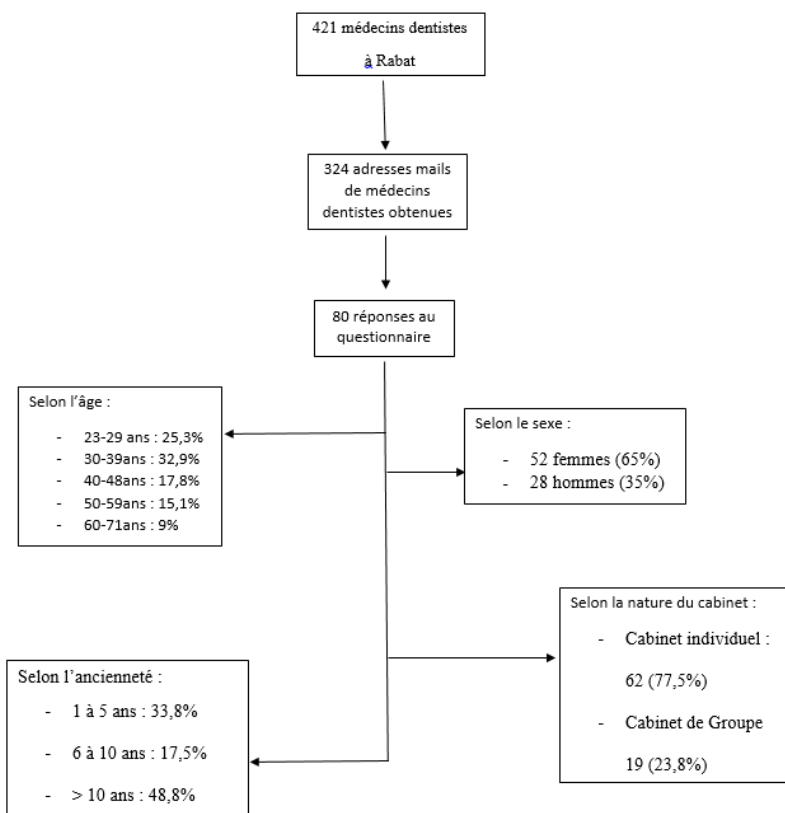 421 médecins dentistes
à Rabat
324 adresses mails
de médecins
dentistes obtenues
80 réponses au
questionnaire
Selon l'âge :
- 23-29 ans : 25,3%
- 30-39ans : 32,9%
- 40-48ans : 17,8%
- 50-59ans : 15,1%
- 60-71ans : 9%
Selon le sexe :
- 52 femmes (65%)
- 28 hommes (35%)
Selon la nature du cabinet :
- Cabinet individuel :
62 (77,5%)
- Cabinet de Groupe
19 (23,8%)
Selon l'ancienneté :
- 1 à 5 ans : 33,8%
- 6 à 10 ans : 17,5%
- > 10 ans : 48,8%